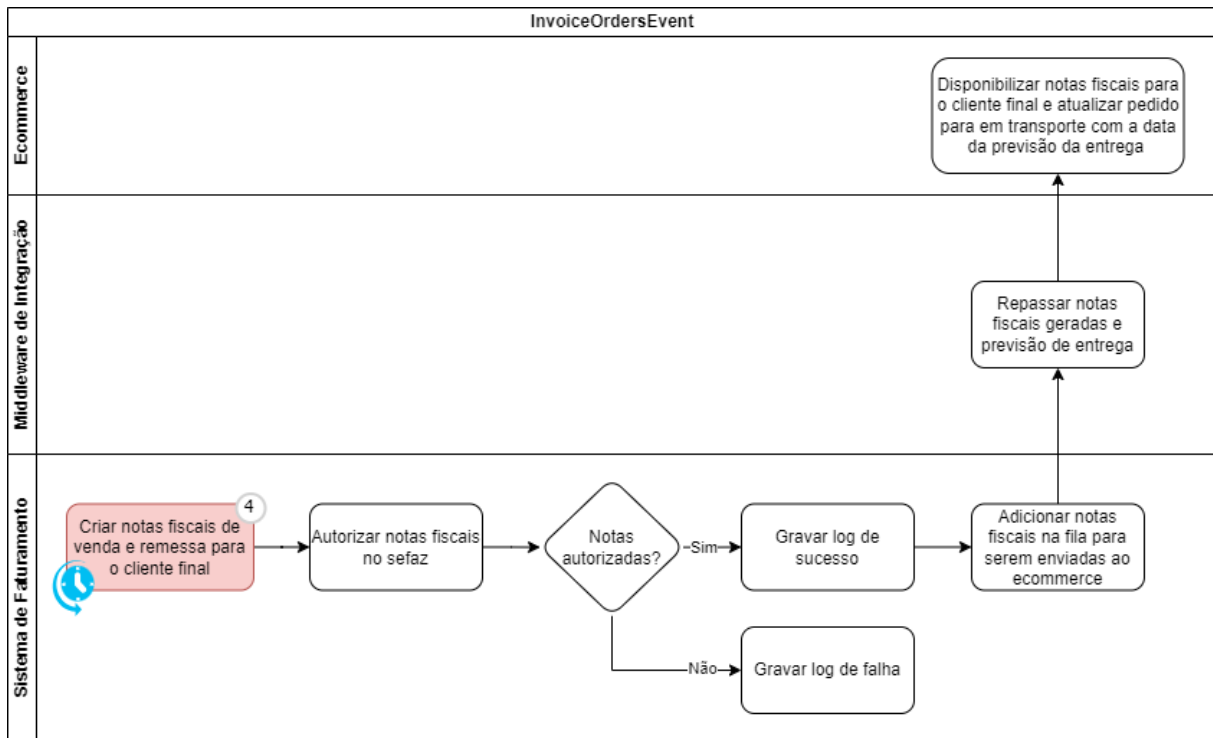 InvoiceOrdersEvent
Ecommerce
Disponibilizar notas fiscais para
o cliente final e atualizar pedido
para em transporte com a data
da previsão da entrega
Middleware de Integração
Repassar notas
fiscais geradas e
previsão de entrega
Sistema de Faturamento
4
Criar notas fiscais de
venda e remessa para
o cliente final
Autorizar notas fiscais
no sefaz
Notas
autorizadas?
Sim
Gravar log de
sucesso
Adicionar notas
fiscais na fila para
serem enviadas ao
ecommerce
Não
Gravar log de falha